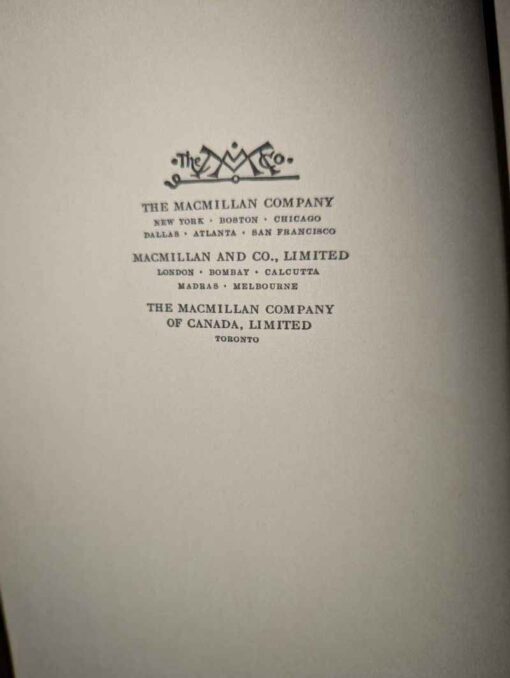 The M Co.
THE MACMILLAN COMPANY
NEW YORK · BOSTON · CHICAGO
DALLAS · ATLANTA · SAN FRANCISCO
MACMILLAN AND CO., LIMITED
LONDON · BOMBAY · CALCUTTA
MADRAS · MELBOURNE
THE MACMILLAN COMPANY
OF CANADA, LIMITED
TORONTO